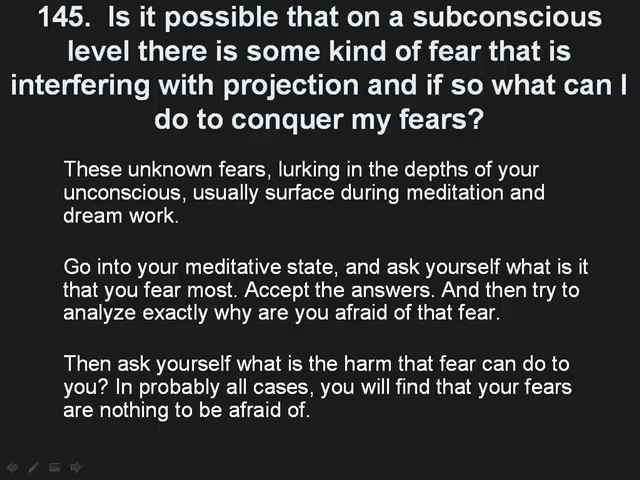 145.  Is it possible that on a subconscious
level there is some kind of fear that is
interfering with projection and if so what can I
do to conquer my fears?
These unknown fears, lurking in the depths of your
unconscious, usually surface during meditation and
dream work.
Go into your meditative state, and ask yourself what is it
that you fear most. Accept the answers. And then try to
analyze exactly why are you afraid of that fear.
Then ask yourself what is the harm that fear can do to
you? In probably all cases, you will find that your fears
are nothing to be afraid of.